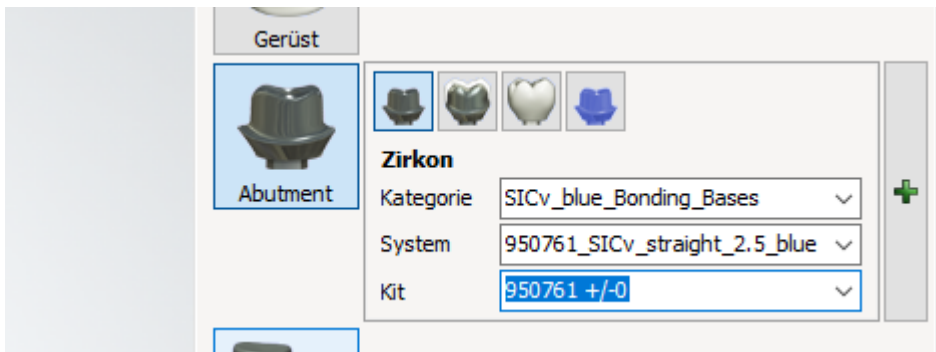 Gerüst
Abutment
Zirkon
Kategorie SICv_blue_Bonding_Bases
System 950761_SICv_straight_2.5_blue
Kit 950761 +/-0